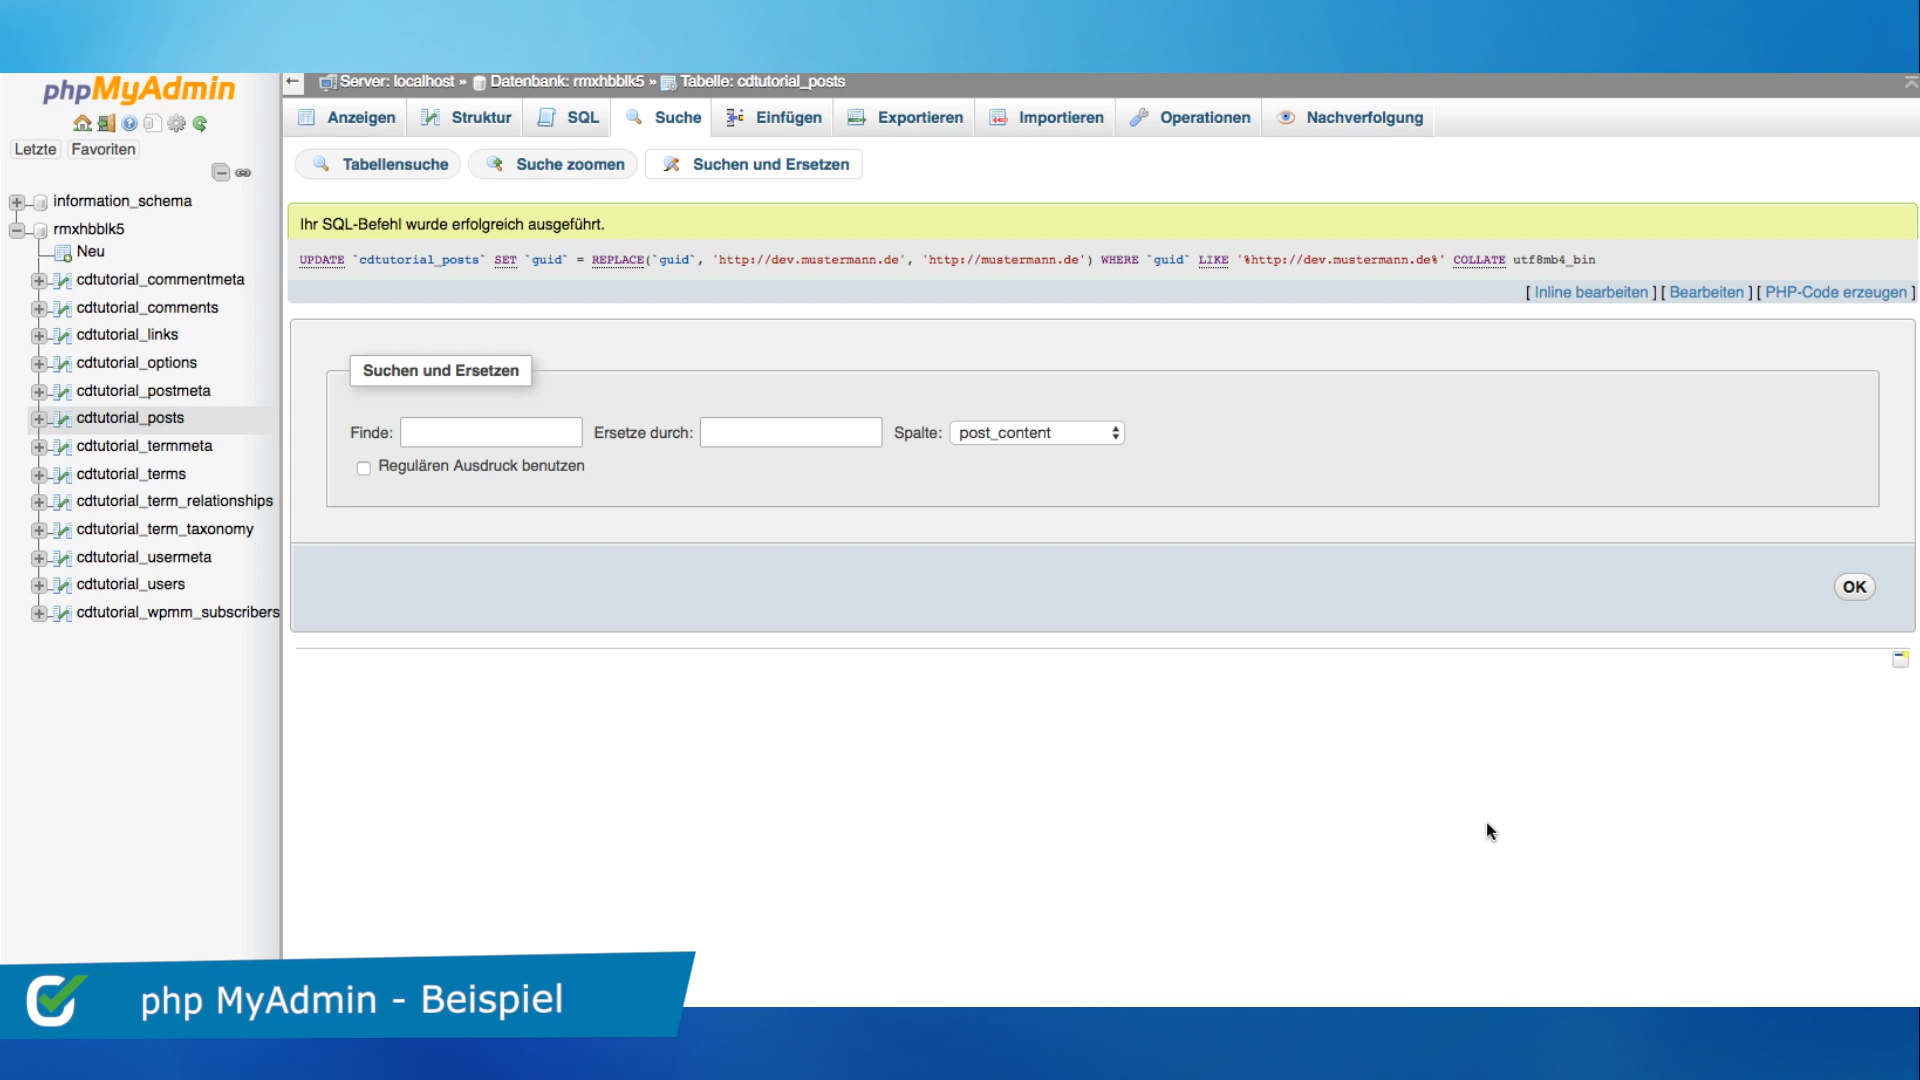 phpMyAdmin
Letzte Favoriten
information_schema
rmxhbblk5
Neu
cdtutorial_commentmeta
cdtutorial_comments
cdtutorial_links
cdtutorial_options
cdtutorial_postmeta
cdtutorial_posts
cdtutorial_termmeta
cdtutorial_terms
cdtutorial_term_relationships
cdtutorial_term_taxonomy
cdtutorial_usermeta
cdtutorial_users
cdtutorial_wpmm_subscribers
Server: localhost » Datenbank: rmxhbblk5 » Tabelle: cdtutorial_posts
Anzeigen Struktur SQL Suche Einfügen Exportieren Importieren Operationen Nachverfolgung
Tabellensuche Suche zoomen Suchen und Ersetzen
Ihr SQL-Befehl wurde erfolgreich ausgeführt.
UPDATE `cdtutorial_posts` SET `guid` = REPLACE(`guid`, 'http://dev.mustermann.de', 'http://mustermann.de') WHERE `guid` LIKE '%http://dev.mustermann.de%' COLLATE utf8mb4_bin
[ Inline bearbeiten ] [ Bearbeiten ] [ PHP-Code erzeugen ]
Suchen und Ersetzen
Finde: Ersetze durch: Spalte: post_content
Regulären Ausdruck benutzen
OK
php MyAdmin - Beispiel